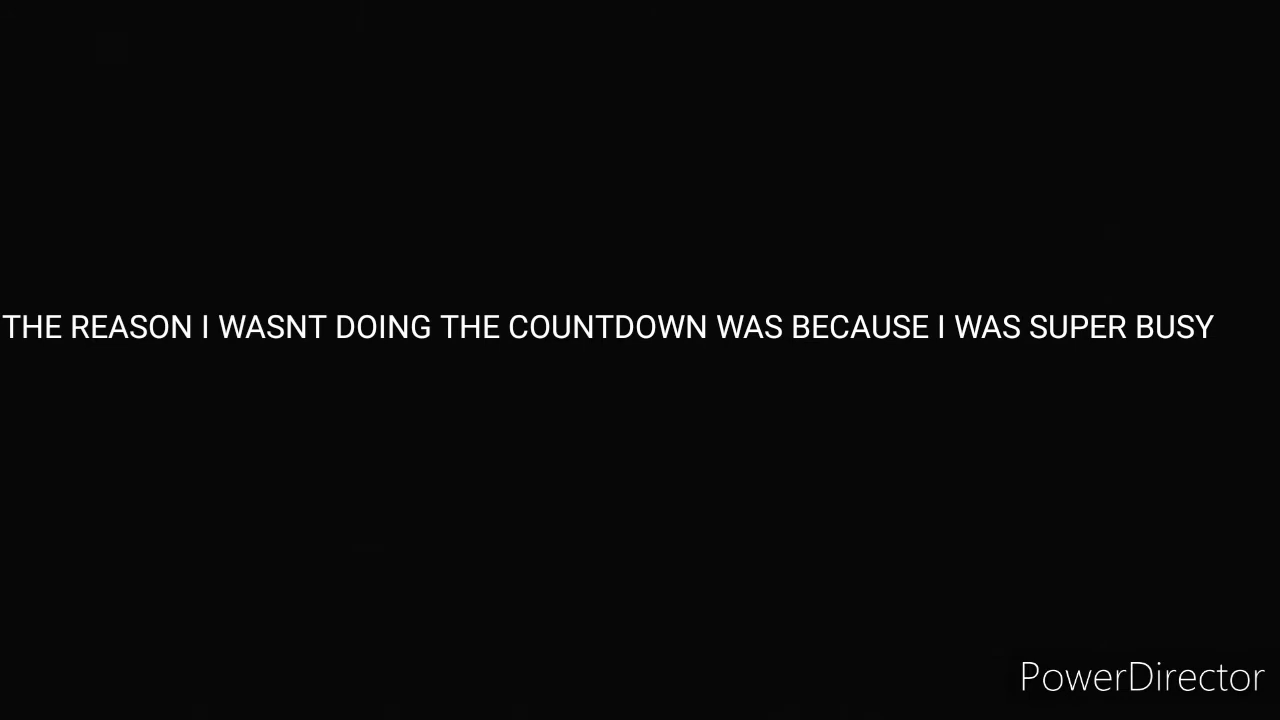 THE REASON I WASNT DOING THE COUNTDOWN WAS BECAUSE I WAS SUPER BUSY
PowerDirector